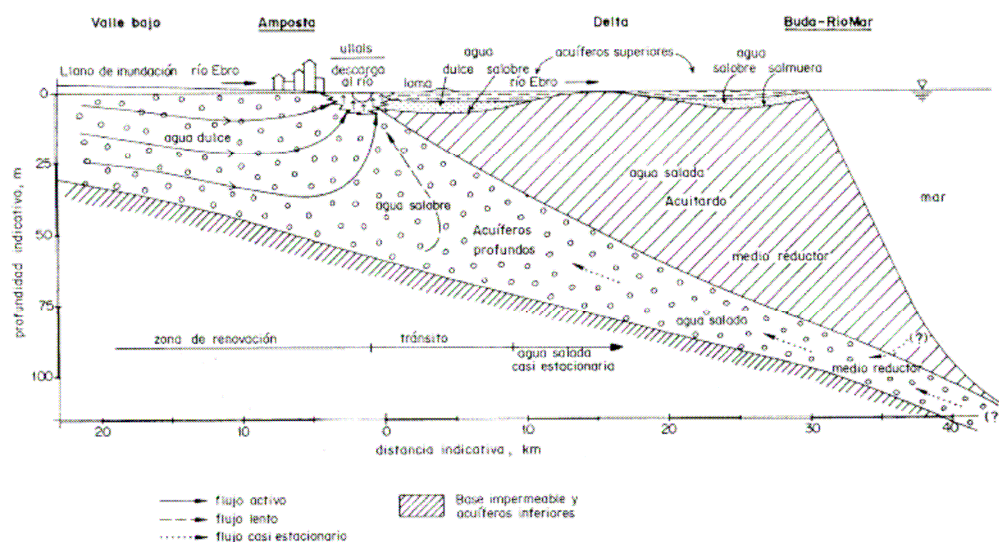 Valle bajo
Amposta
Delta
Buda-RíoMar
ullals
descarga
al río
agua
dulce
salobre
acuíferos superiores
agua
salobre
salmuera
Llano de inundación
río Ebro
lama
río Ebro
0
25
50
75
100
profundidad indicativa, m
agua dulce
agua salobre
Acuíferos
profundos
agua salada
Acuitardo
medio reductor
mar
agua salada
(?)
medio reductor
(?
zona de renovación
tránsito
agua salada
casi estacionaria
20
10
0
10
20
30
40
distancia indicativa, km
flujo activo
flujo lento
flujo casi estacionario
Base impermeable y
acuíferos inferiores